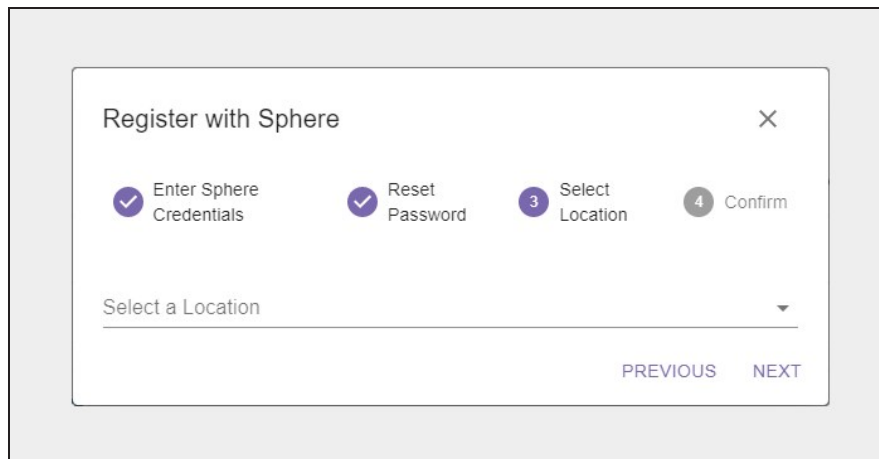 Register with Sphere
Enter Sphere
Credentials
Reset
Password
3
Select
Location
4
Confirm
Select a Location
PREVIOUS
NEXT